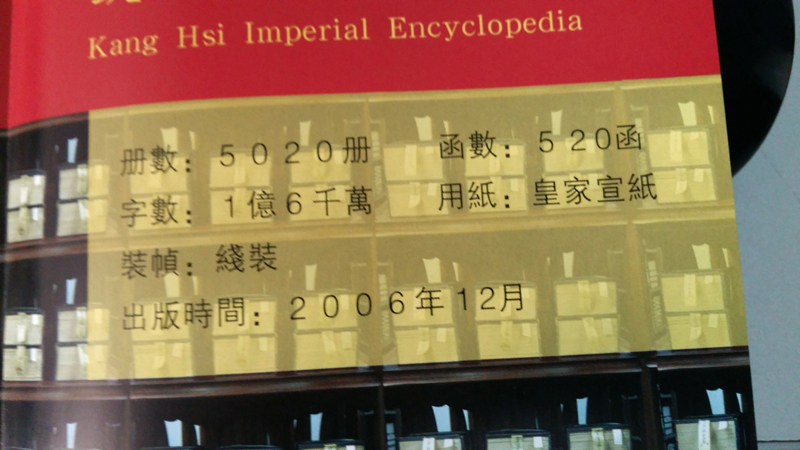 Kang Hsi Imperial Encyclopedia
册數：５０２０册　函數：５２０函
字數：１億６千萬　用紙：皇家宣紙
裝幀：綫裝
出版時間：２００６年１２月